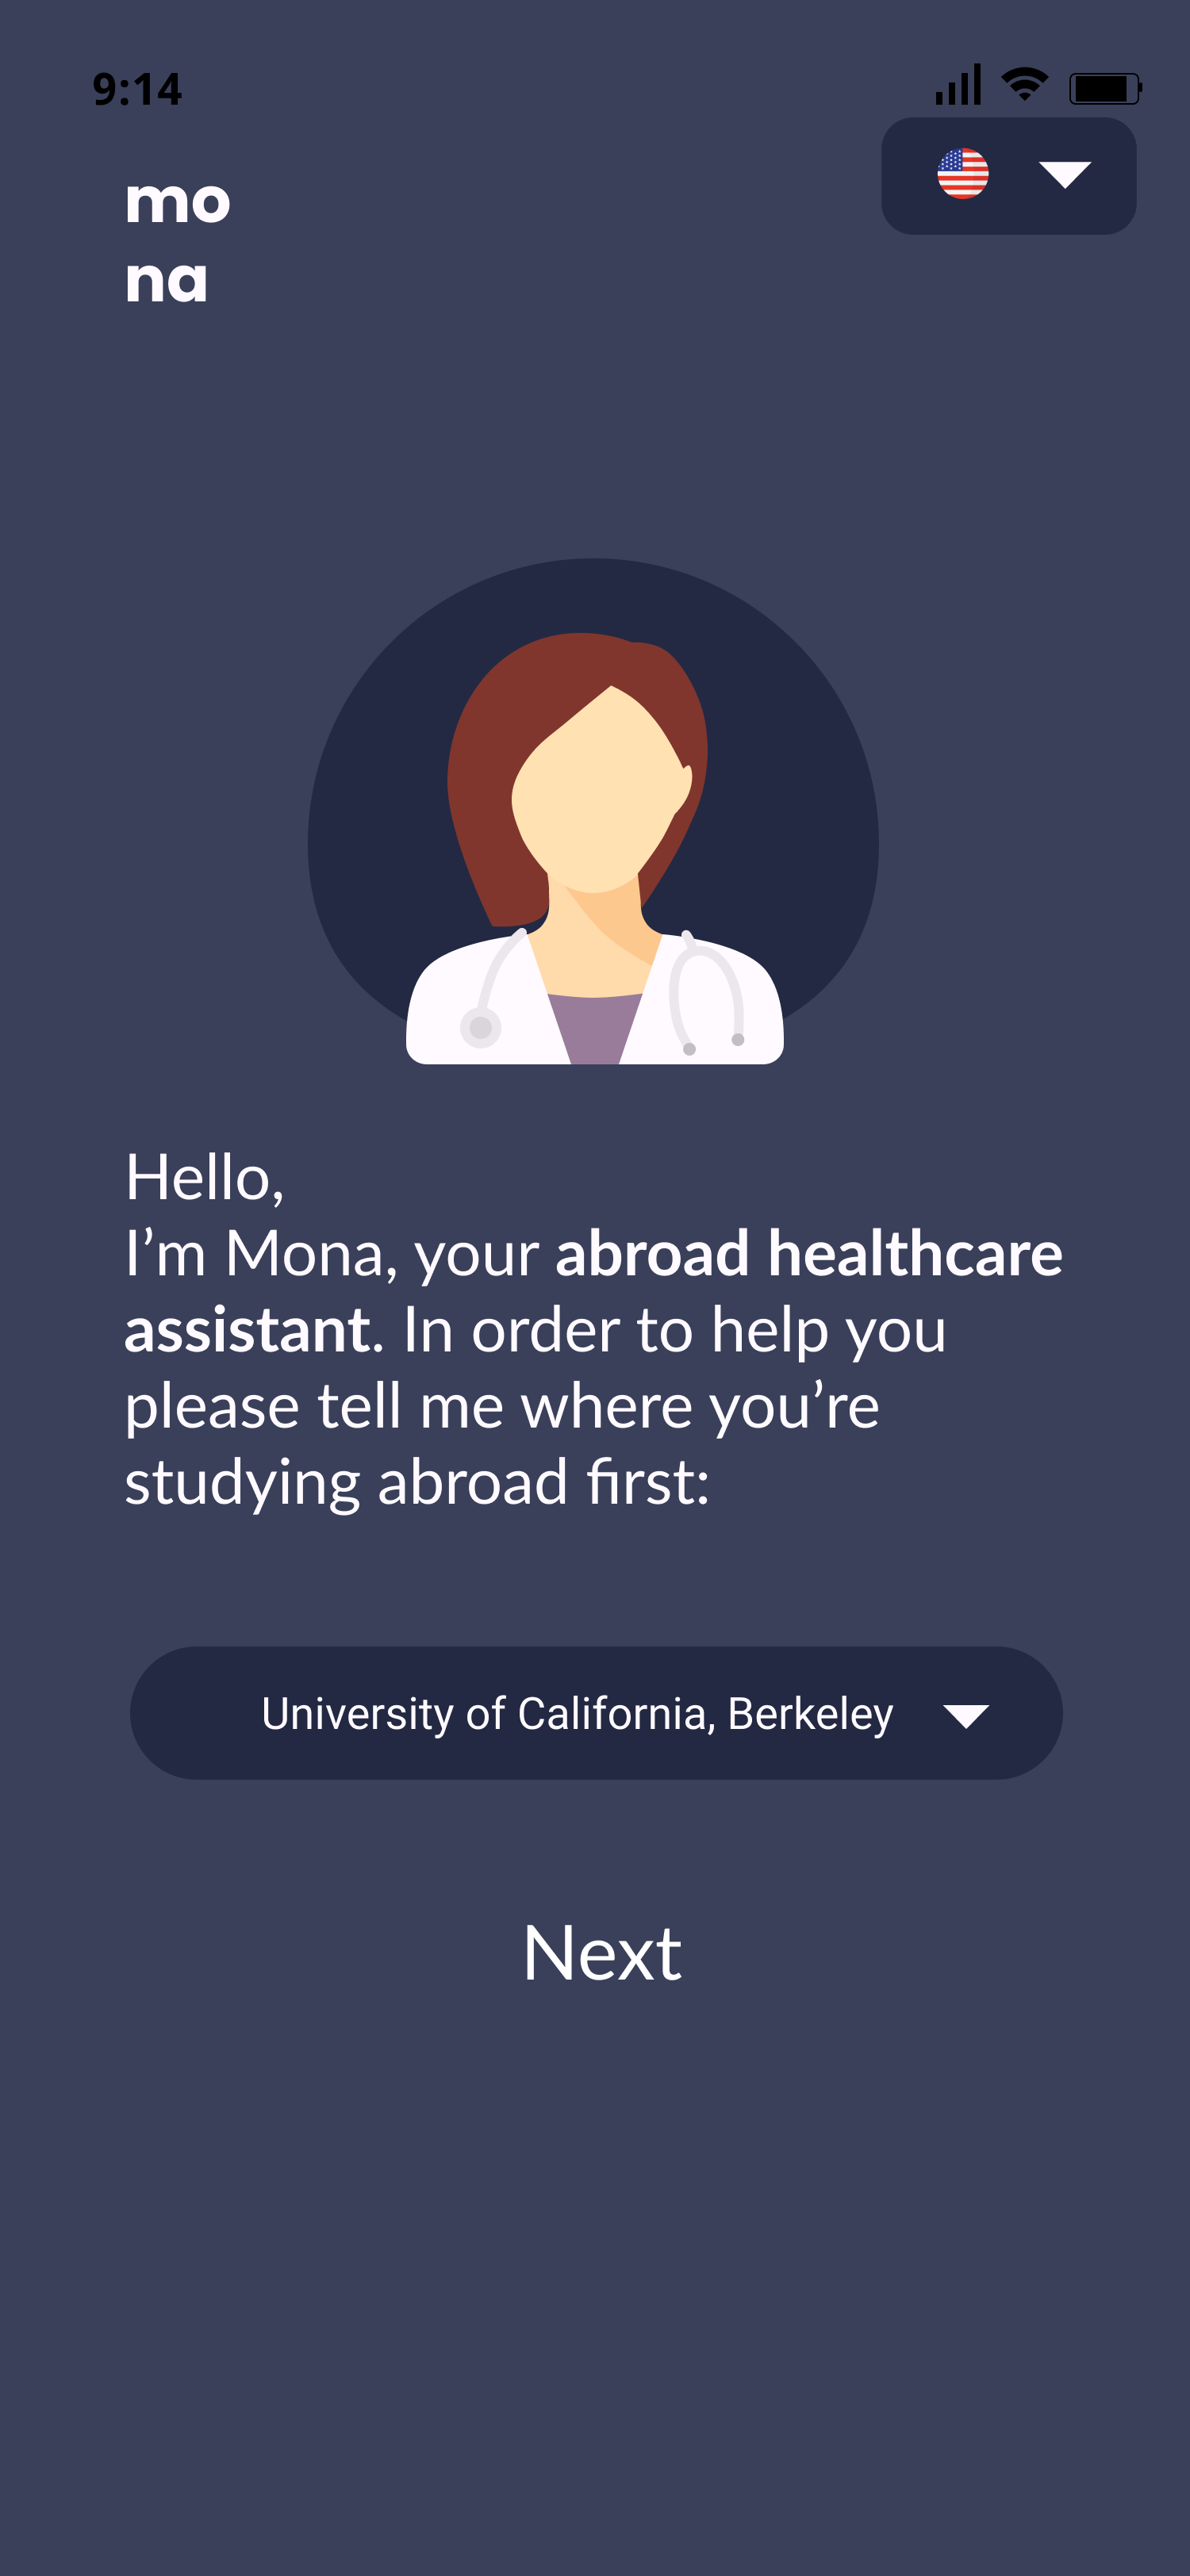 9:14
mo
na
Hello,
I’m Mona, your abroad healthcare
assistant. In order to help you
please tell me where you’re
studying abroad first:
University of California, Berkeley
Next